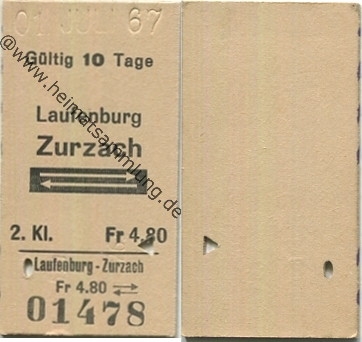 01 JUL 67
Gültig 10 Tage
Laufenburg
Zurzach
2. Kl. Fr 4.80
Laufenburg - Zurzach
Fr 4.80
01478
@www.heimatsammlung.de